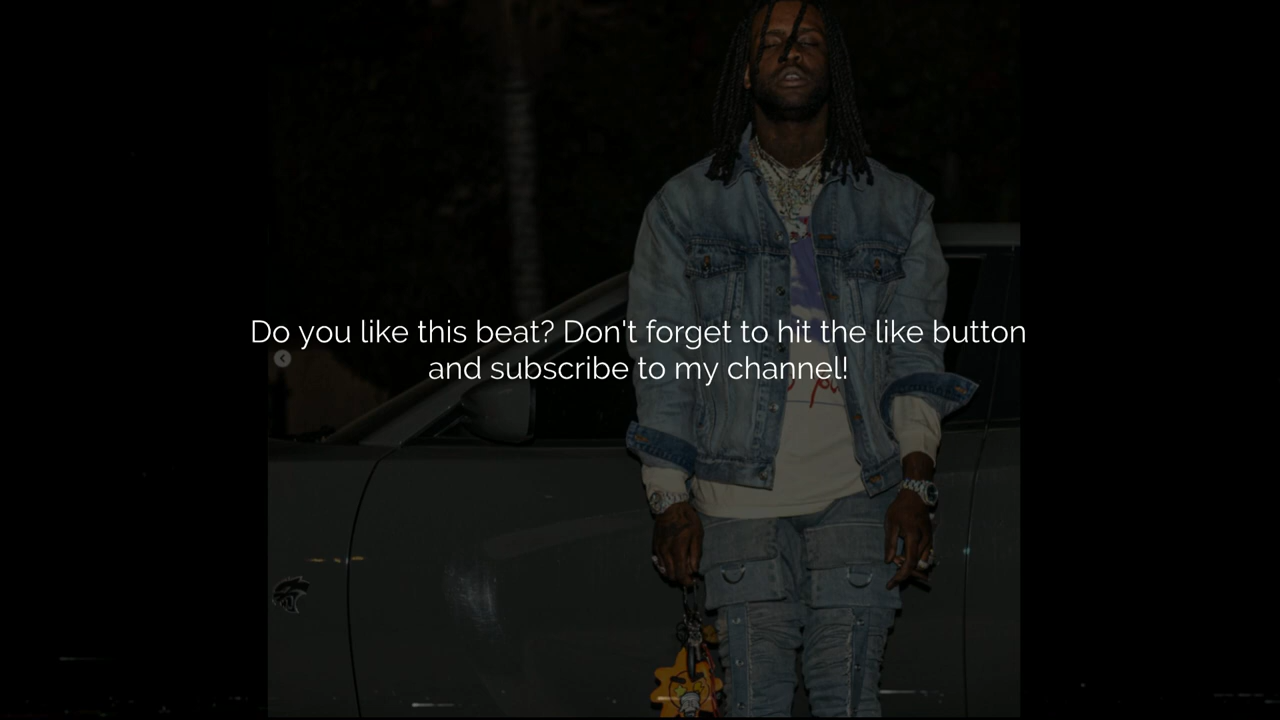 Do you like this beat? Don't forget to hit the like button
and subscribe to my channel!